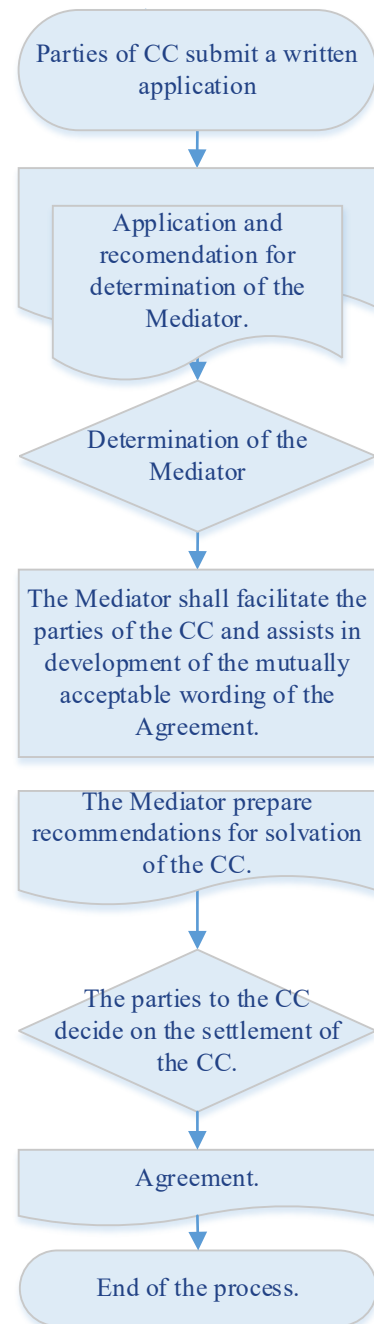 Parties of CC submit a written
application
Application and
recomendation for
determination of the
Mediator.
Determination of the
Mediator
The Mediator shall facilitate the
parties of the CC and assists in
development of the mutually
acceptable wording of the
Agreement.
The Mediator prepare
recommendations for solvation
of the CC.
The parties to the CC
decide on the settlement of
the CC.
Agreement.
End of the process.